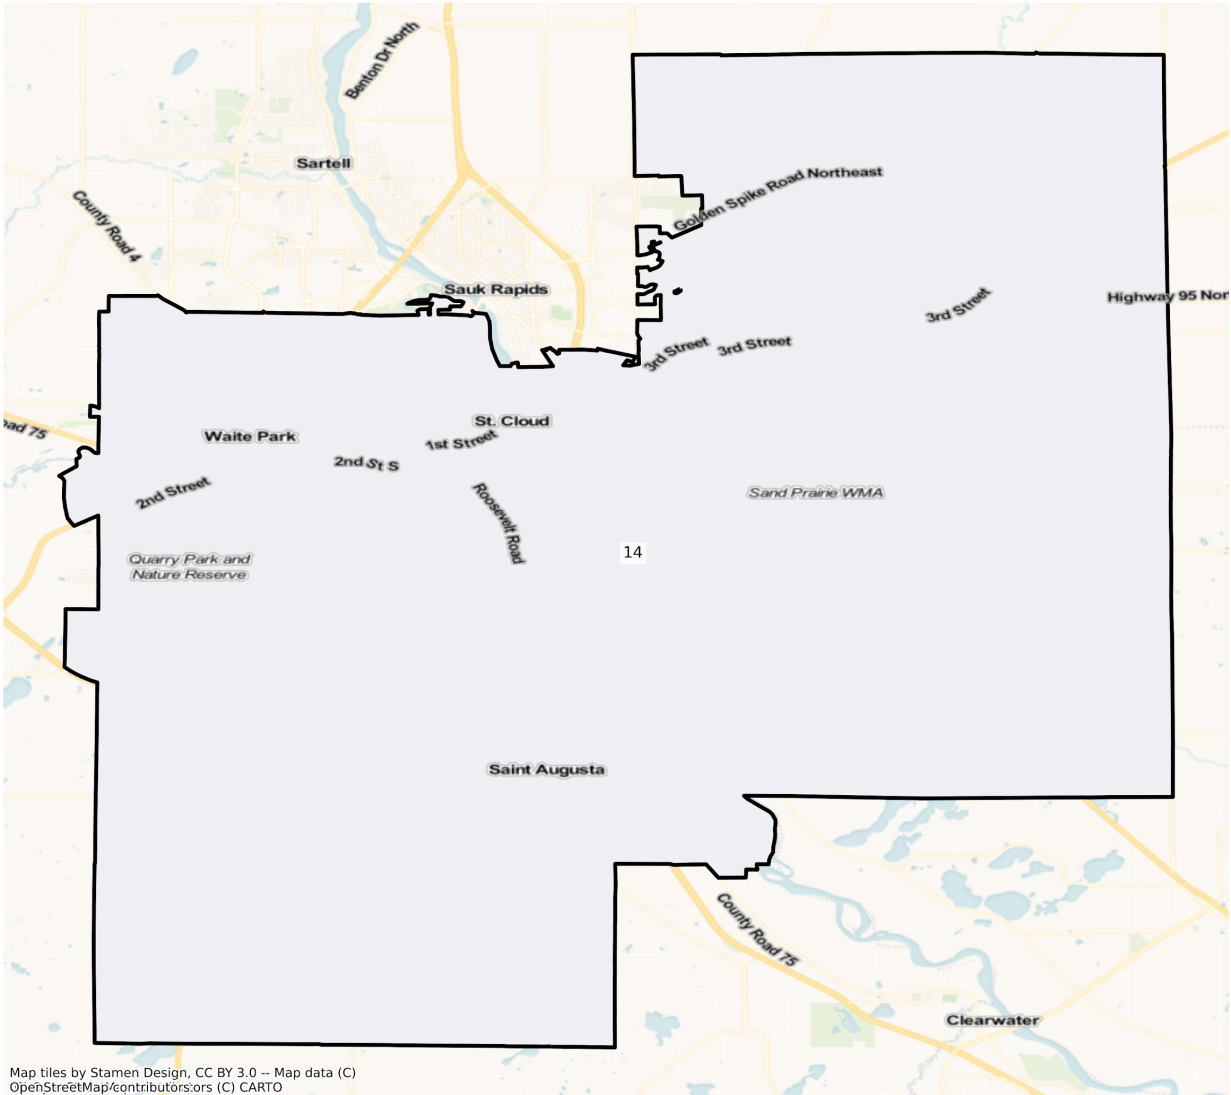 Benton Dr North
Sartell
Golden Spike Road Northeast
County Road 4
Sauk Rapids
Highway 95 Nor
3rd Street
3rd Street
3rd Street
St. Cloud
Waite Park
oad 75
1st Street
2nd St S
2nd Street
Sand Prairie WMA
Roosevelt Road
14
Quarry Park and
Nature Reserve
Saint Augusta
County Road 75
Clearwater
Map tiles by Stamen Design, CC BY 3.0 -- Map data (C)
OpenStreetMap contributors (C) CARTO